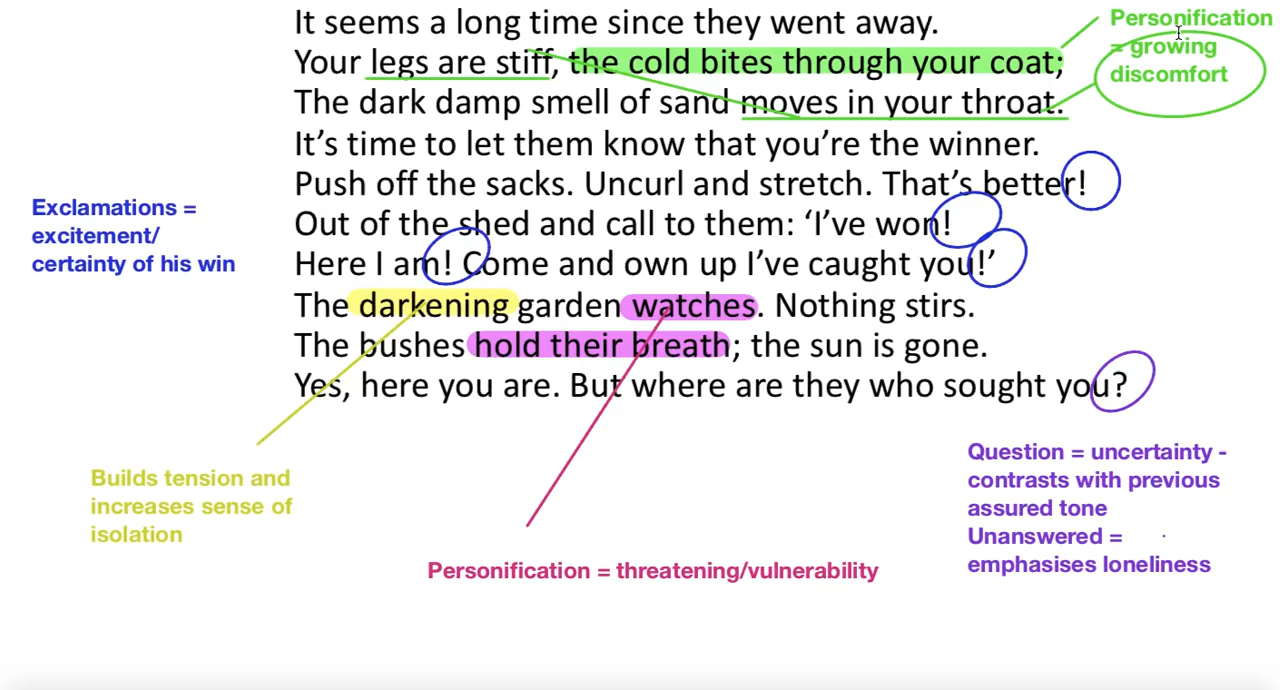 It seems a long time since they went away.
Your legs are stiff, the cold bites through your coat;
The dark damp smell of sand moves in your throat.
It’s time to let them know that you’re the winner.
Push off the sacks. Uncurl and stretch. That’s better!
Out of the shed and call to them: ‘I’ve won!
Here I am! Come and own up I’ve caught you!’
The darkening garden watches. Nothing stirs.
The bushes hold their breath; the sun is gone.
Yes, here you are. But where are they who sought you?
Personification
= growing
discomfort
Exclamations =
excitement/
certainty of his win
Builds tension and
increases sense of
isolation
Personification = threatening/vulnerability
Question = uncertainty -
contrasts with previous
assured tone
Unanswered =
emphasises loneliness